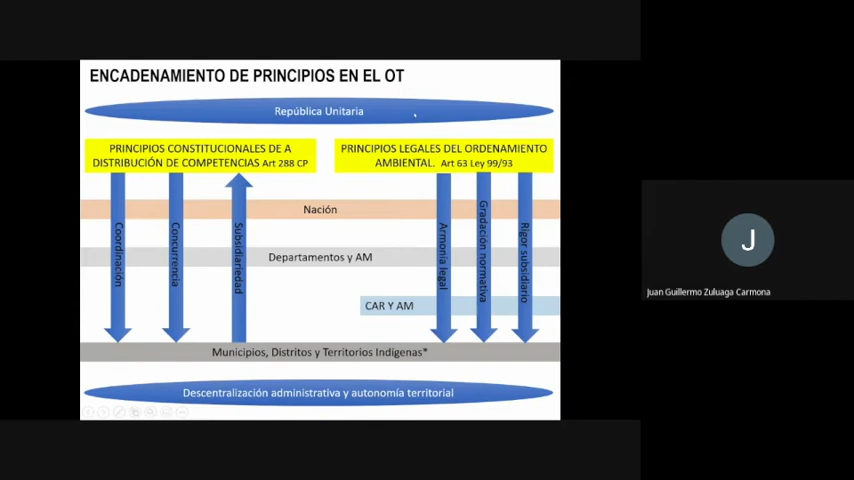 ENCADENAMIENTO DE PRINCIPIOS EN EL OT
República Unitaria
PRINCIPIOS CONSTITUCIONALES DE A
DISTRIBUCIÓN DE COMPETENCIAS Art 288 CP
PRINCIPIOS LEGALES DEL ORDENAMIENTO
AMBIENTAL. Art 63 Ley 99/93
Nación
Coordinación
Concurrencia
Subsidiariedad
Armonía legal
Gradación normativa
Rigor subsidiario
Departamentos y AM
CAR Y AM
Municipios, Distritos y Territorios Indígenas*
Descentralización administrativa y autonomía territorial
J
Juan Guillermo Zuluaga Carmona